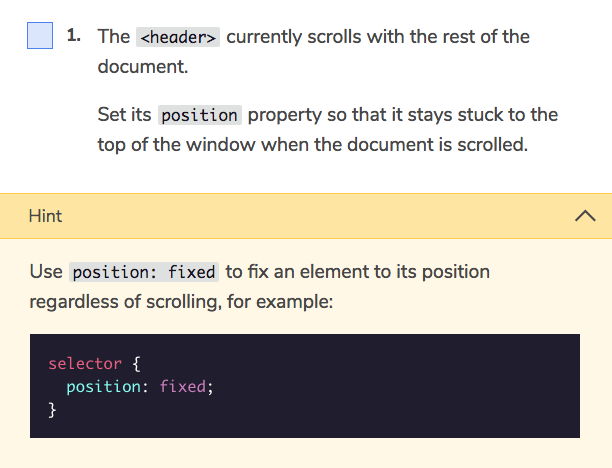 1. The <header> currently scrolls with the rest of the
document.
Set its position property so that it stays stuck to the
top of the window when the document is scrolled.
Hint
Use position: fixed to fix an element to its position
regardless of scrolling, for example:
selector {
  position: fixed;
}